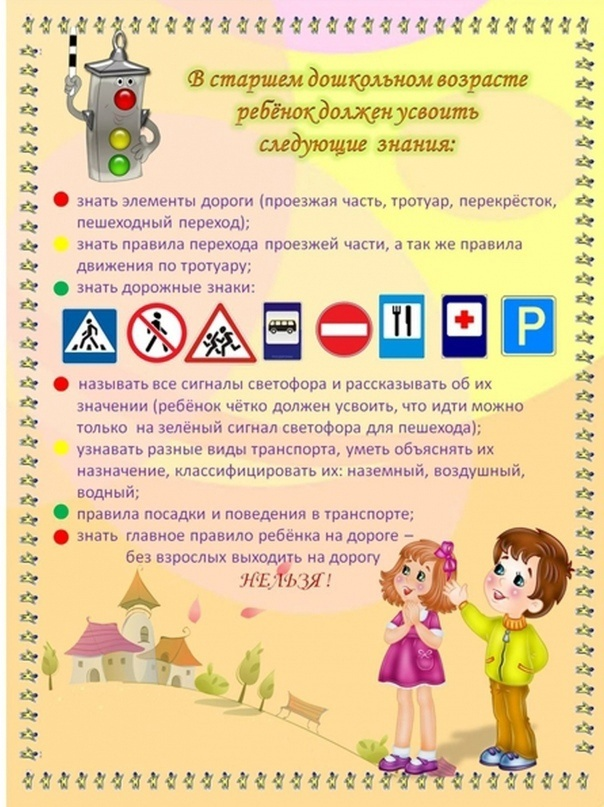 В старшем дошкольном возрасте
ребёнок должен усвоить
следующие знания:
знать элементы дороги (проезжая часть, тротуар, перекрёсток,
пешеходный переход);
знать правила перехода проезжей части, а так же правила
движения по тротуару;
знать дорожные знаки:
P
называть все сигналы светофора и рассказывать об их
значении (ребёнок чётко должен усвоить, что идти можно
только на зелёный сигнал светофора для пешехода);
узнавать разные виды транспорта, уметь объяснять их
назначение, классифицировать их: наземный, воздушный,
водный;
правила посадки и поведения в транспорте;
знать главное правило ребёнка на дороге –
без взрослых выходить на дорогу
НЕЛЬЗЯ!